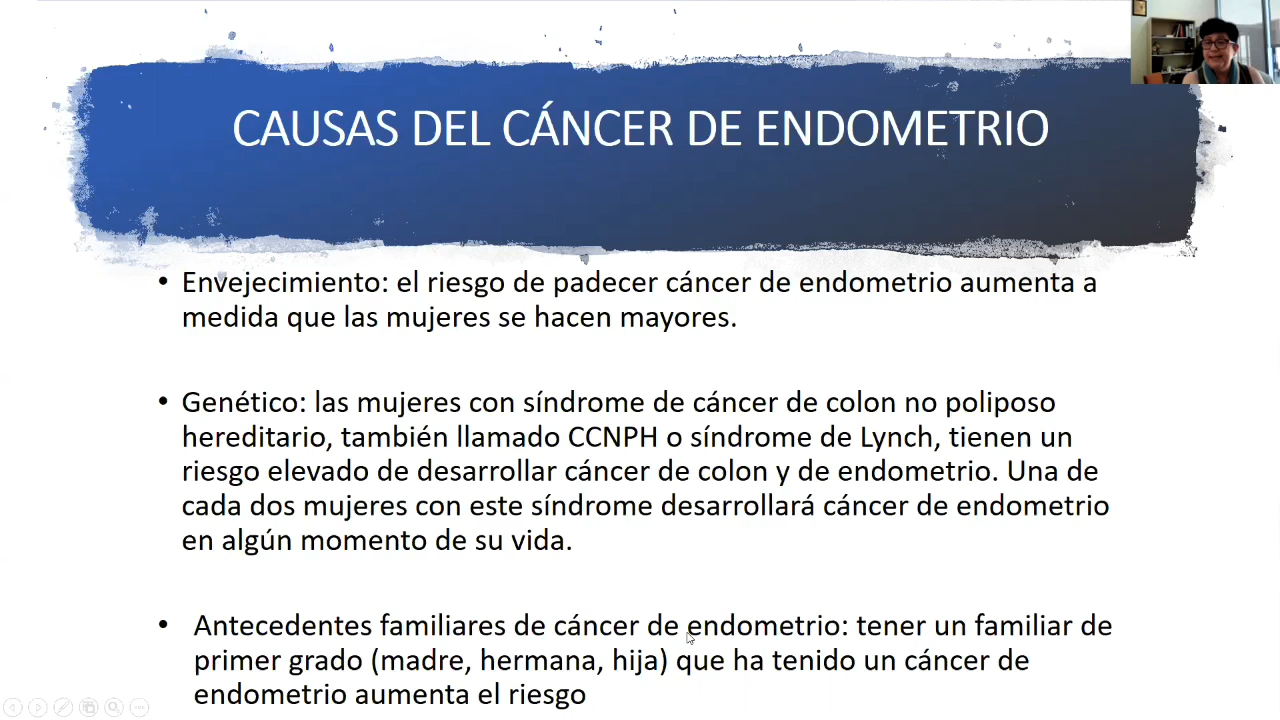 CAUSAS DEL CÁNCER DE ENDOMETRIO
• Envejecimiento: el riesgo de padecer cáncer de endometrio aumenta a
medida que las mujeres se hacen mayores.
• Genético: las mujeres con síndrome de cáncer de colon no poliposo
hereditario, también llamado CCNPH o síndrome de Lynch, tienen un
riesgo elevado de desarrollar cáncer de colon y de endometrio. Una de
cada dos mujeres con este síndrome desarrollará cáncer de endometrio
en algún momento de su vida.
• Antecedentes familiares de cáncer de endometrio: tener un familiar de
primer grado (madre, hermana, hija) que ha tenido un cáncer de
endometrio aumenta el riesgo